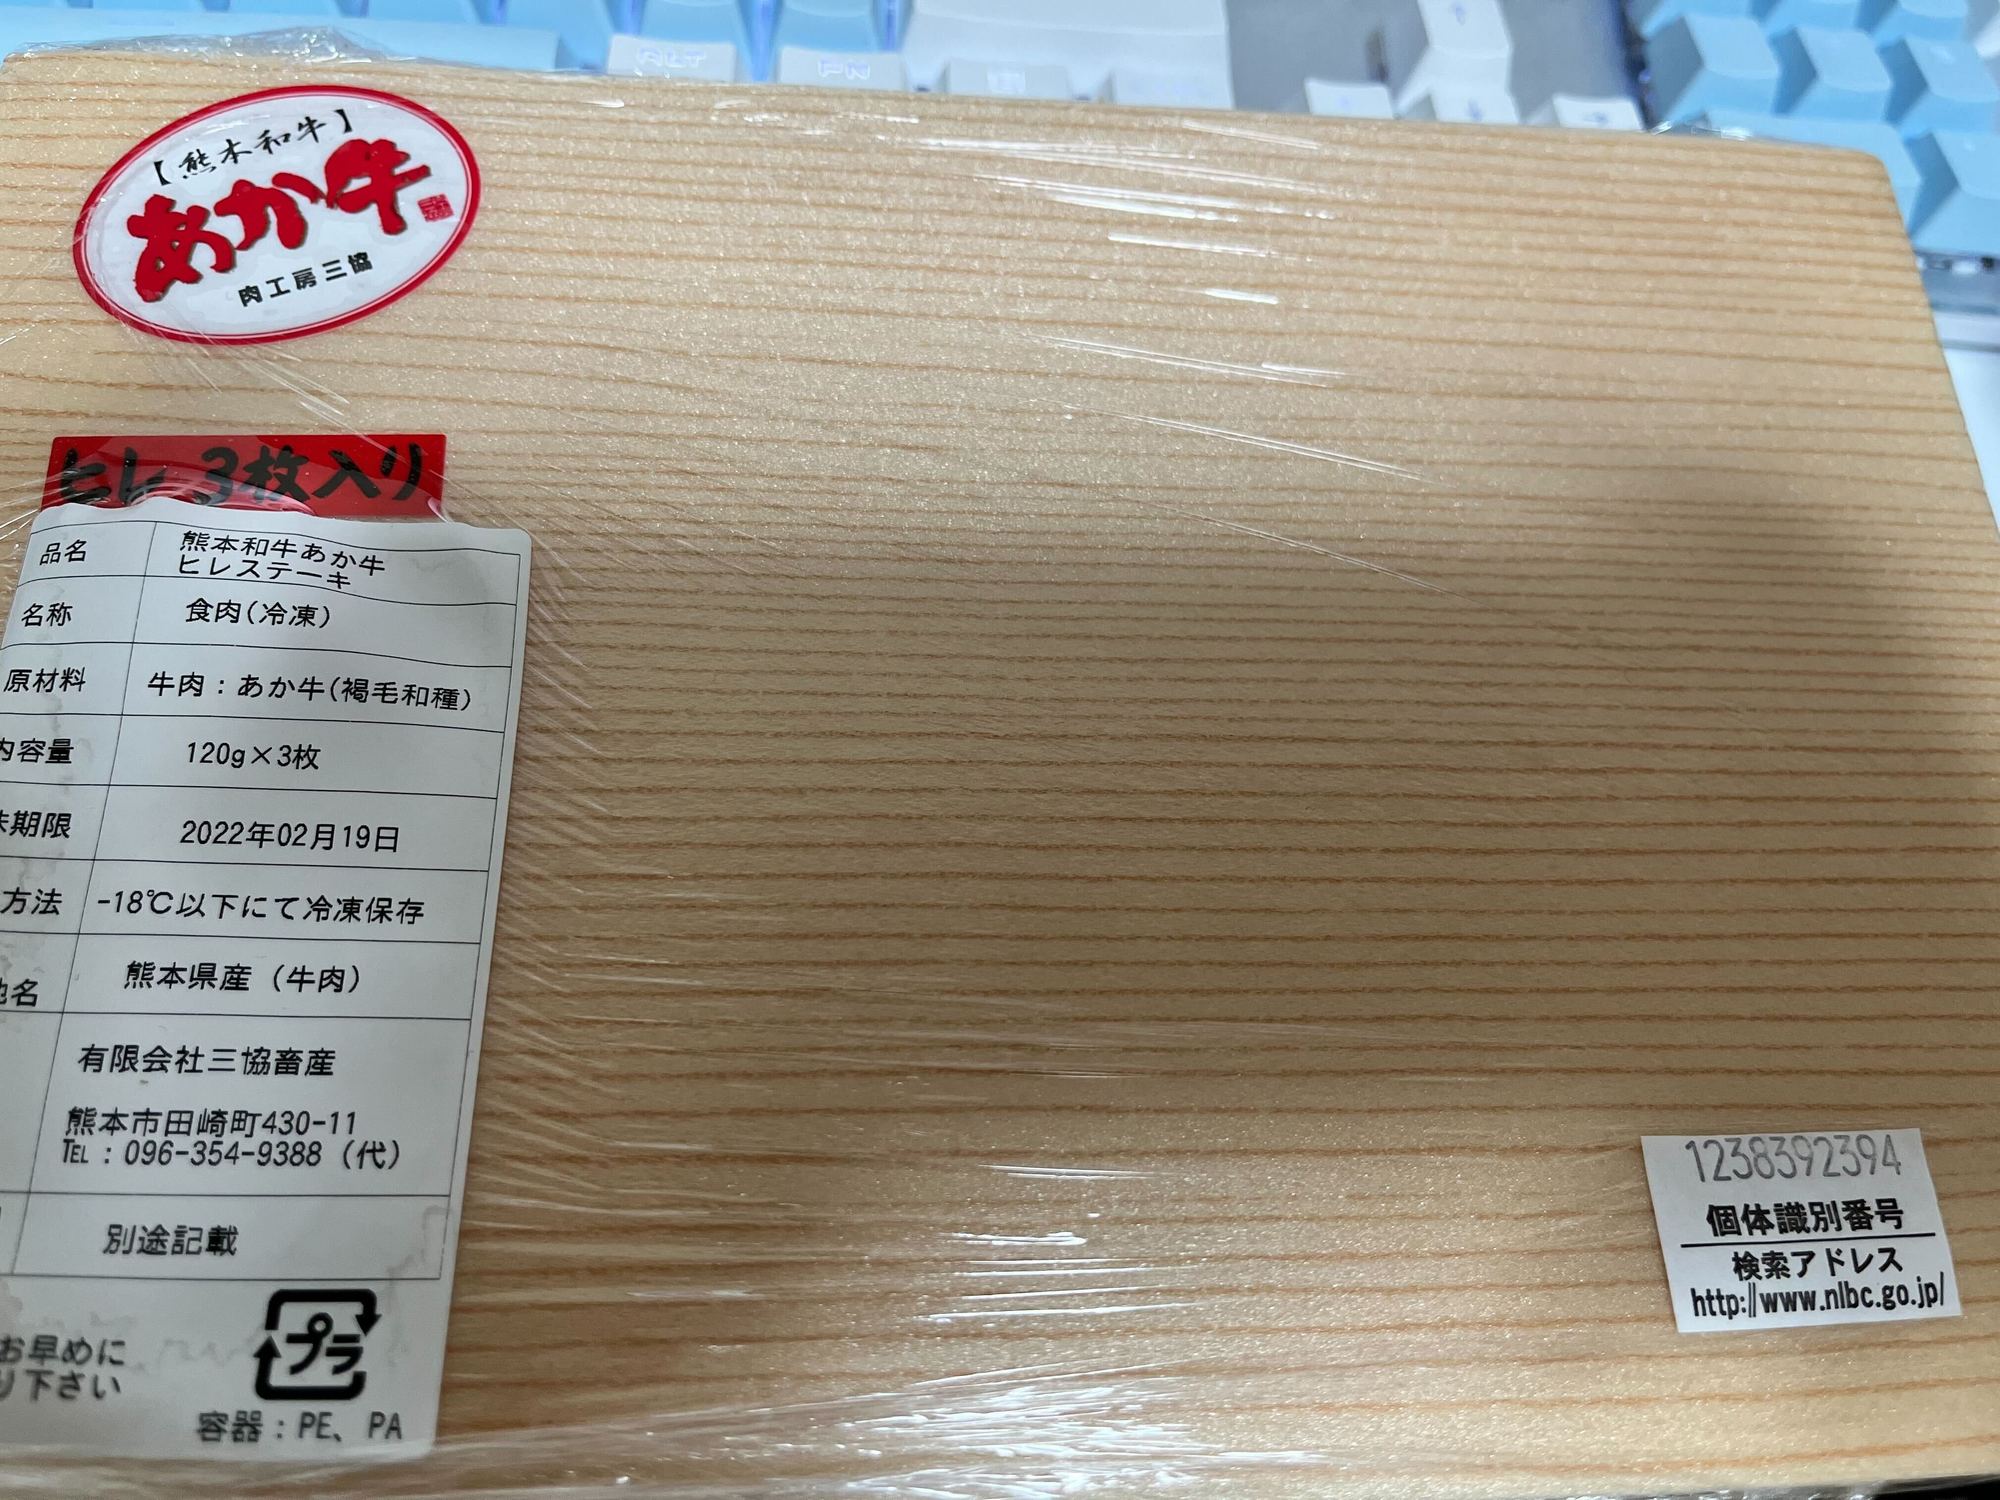 【熊本和牛】
あか牛
肉工房三協
ヒレ 3枚入り
品名 熊本和牛あか牛
ヒレステーキ
名称 食肉(冷凍)
原材料 牛肉：あか牛(褐毛和種)
内容量 120g×3枚
味期限 2022年02月19日
方法 -18℃以下にて冷凍保存
地名 熊本県産（牛肉）
有限会社三協畜産
熊本市田崎町430-11
TEL：096-354-9388（代）
別途記載
お早めに
り下さい
プラ
容器：PE、PA
1238392394
個体識別番号
検索アドレス
http://www.nlbc.go.jp/